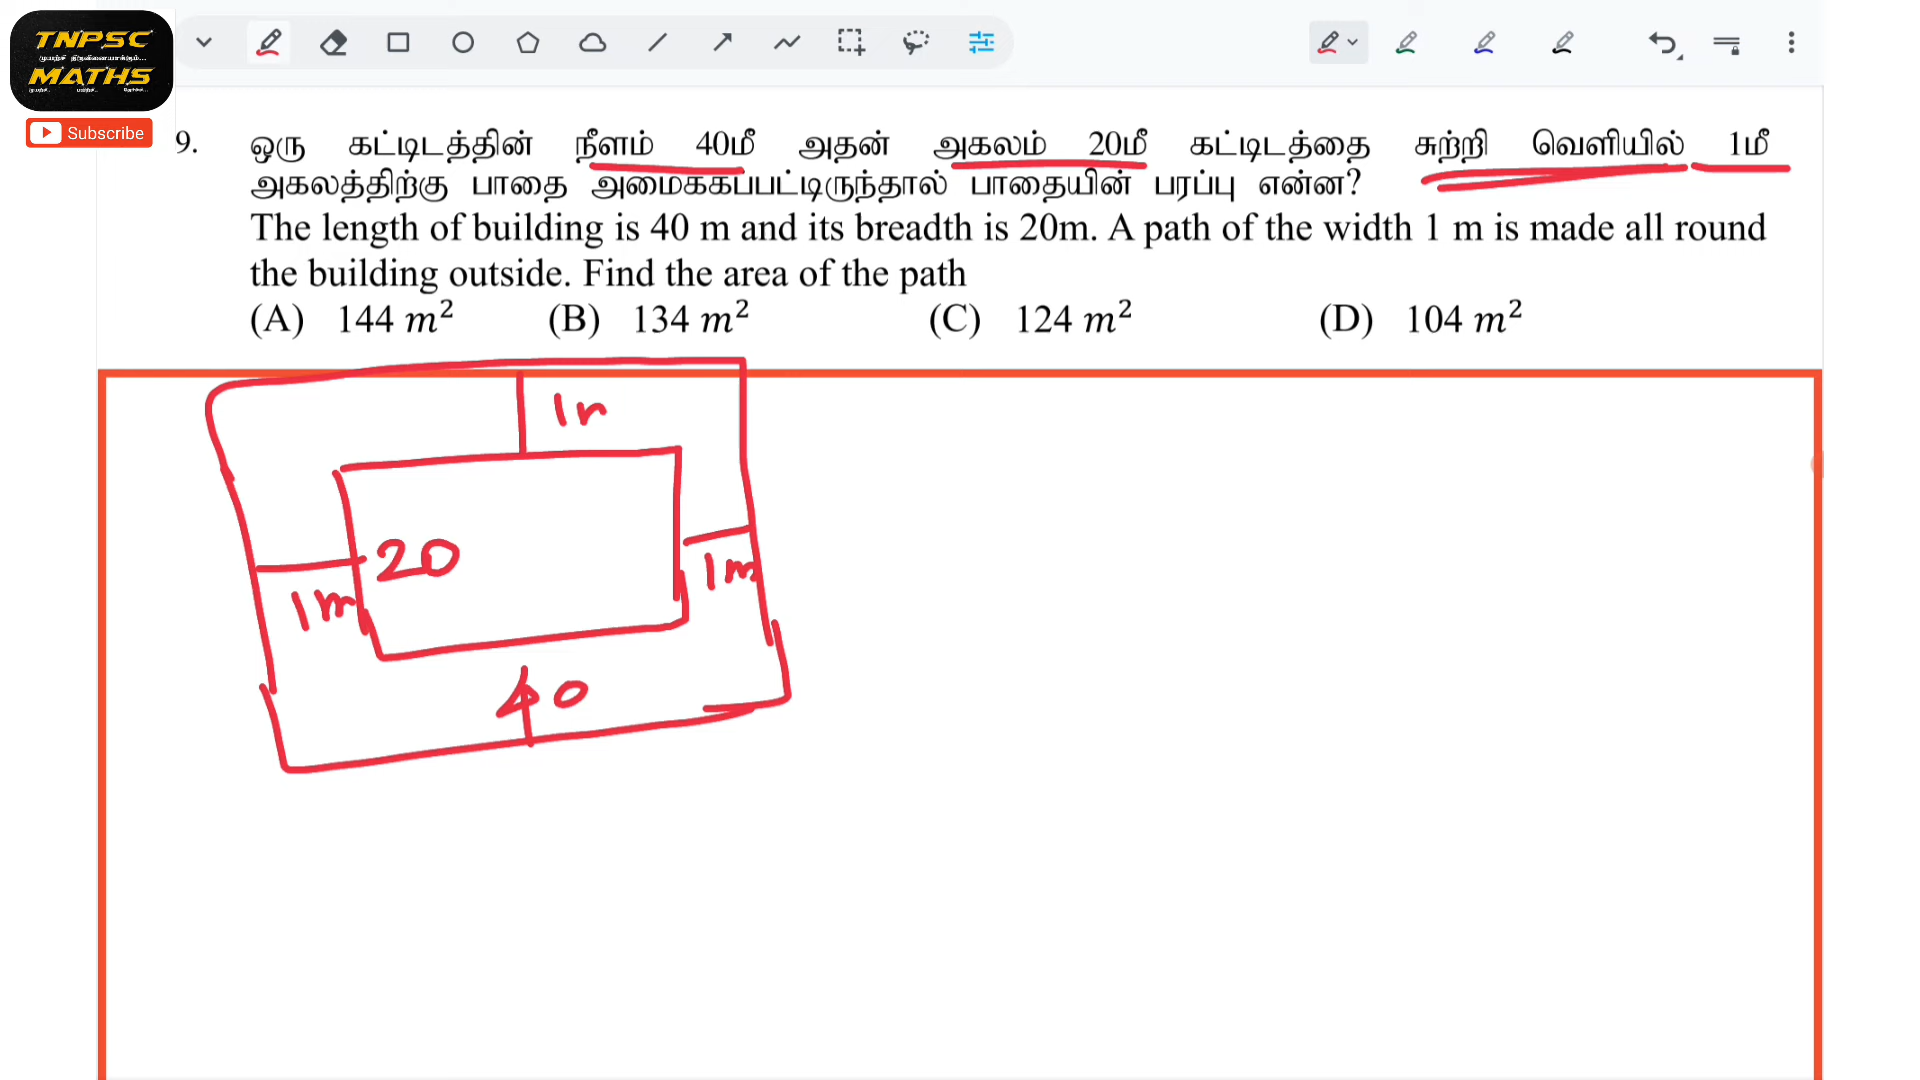 TNPSC
முயற்சி திருவினையாக்கும்...
MATHS
Subscribe
9. ஒரு கட்டிடத்தின் நீளம் 40மீ அதன் அகலம் 20மீ கட்டிடத்தை சுற்றி வெளியில் 1மீ
அகலத்திற்கு பாதை அமைக்கப்பட்டிருந்தால் பாதையின் பரப்பு என்ன?
The length of building is 40 m and its breadth is 20m. A path of the width 1 m is made all round
the building outside. Find the area of the path
(A) 144 m² (B) 134 m² (C) 124 m² (D) 104 m²
1m
20
1m
1m
40